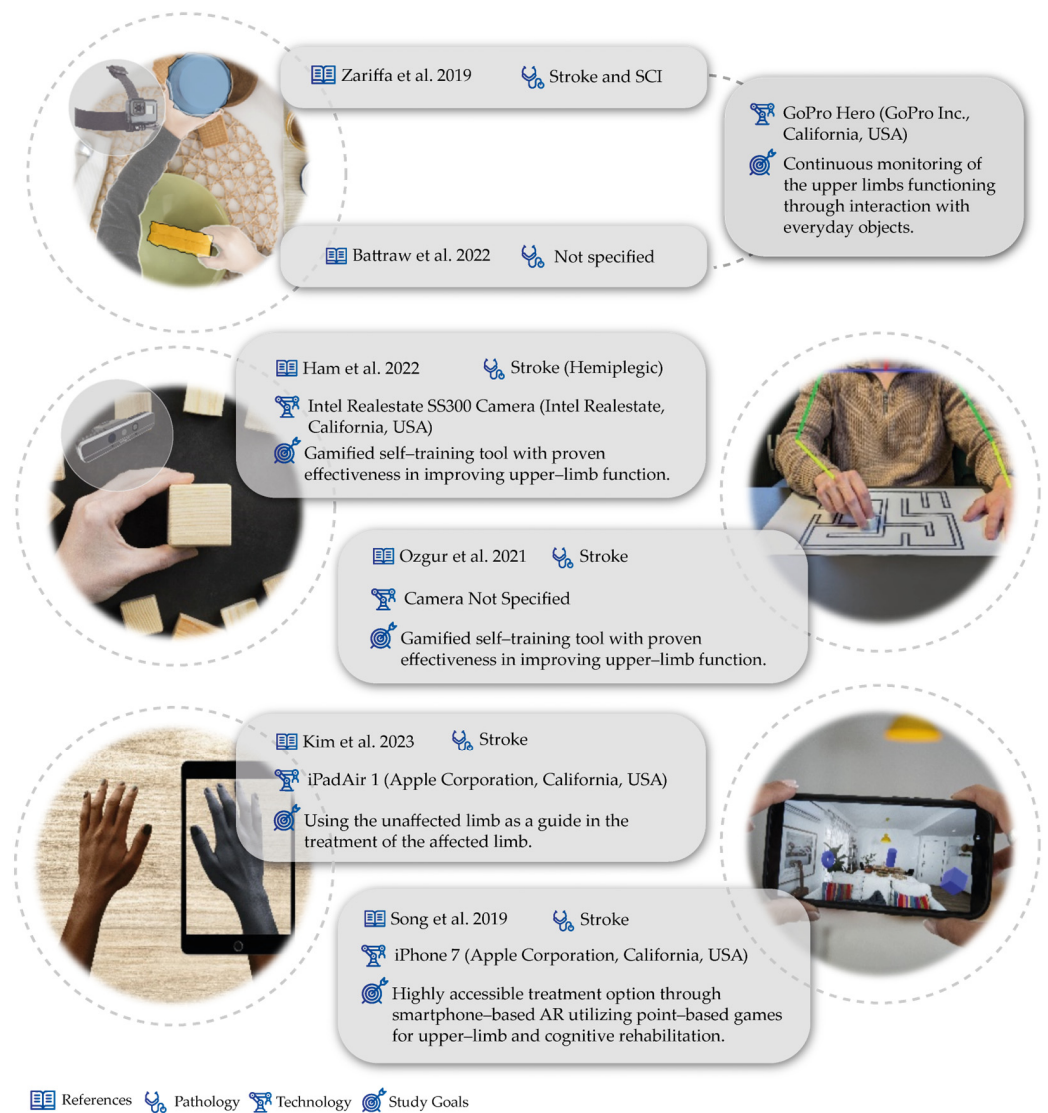 Zariffa et al. 2019
Stroke and SCI
GoPro Hero (GoPro Inc.,
California, USA)
Continuous monitoring of
the upper limbs functioning
through interaction with
everyday objects.
Battraw et al. 2022
Not specified
Ham et al. 2022
Stroke (Hemiplegic)
Intel Realestate SS300 Camera (Intel Realestate,
California, USA)
Gamified self–training tool with proven
effectiveness in improving upper–limb function.
Ozgur et al. 2021
Stroke
Camera Not Specified
Gamified self–training tool with proven
effectiveness in improving upper–limb function.
Kim et al. 2023
Stroke
iPadAir 1 (Apple Corporation, California, USA)
Using the unaffected limb as a guide in the
treatment of the affected limb.
Song et al. 2019
Stroke
iPhone 7 (Apple Corporation, California, USA)
Highly accessible treatment option through
smartphone–based AR utilizing point–based games
for upper–limb and cognitive rehabilitation.
References
Pathology
Technology
Study Goals